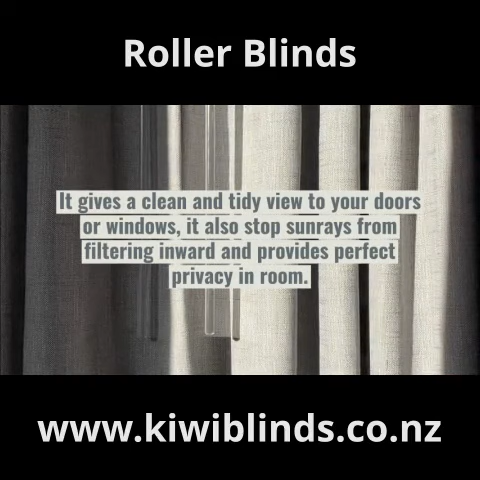 Roller Blinds
It gives a clean and tidy view to your doors
or windows, it also stop sunrays from
filtering inward and provides perfect
privacy in room.
www.kiwiblinds.co.nz